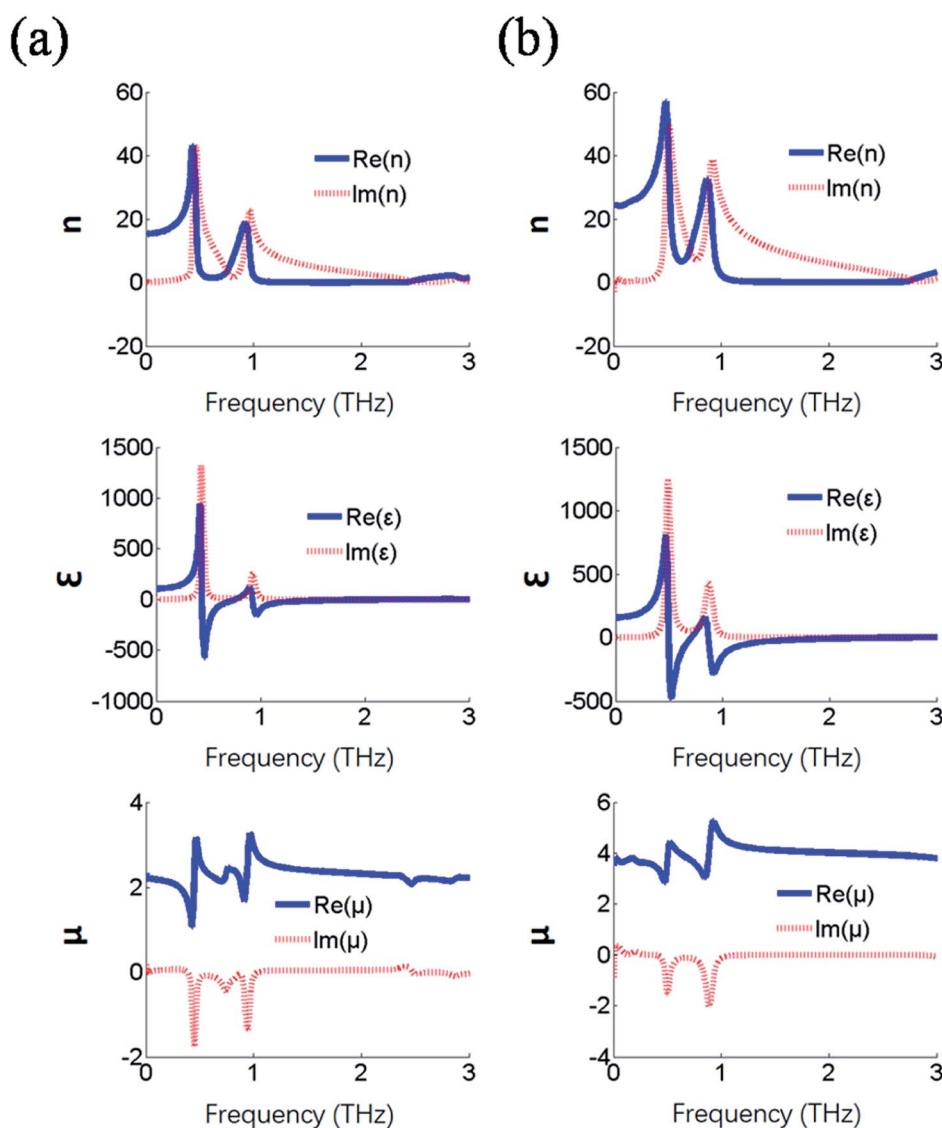 (a)
60
40
20
0
-20
n
Re(n)
Im(n)
0 1 2 3
Frequency (THz)
(b)
60
40
20
0
-20
n
Re(n)
Im(n)
0 1 2 3
Frequency (THz)
1500
1000
500
0
-500
-1000
ε
Re(ε)
Im(ε)
0 1 2 3
Frequency (THz)
1500
1000
500
0
-500
ε
Re(ε)
Im(ε)
0 1 2 3
Frequency (THz)
4
2
0
-2
μ
Re(μ)
Im(μ)
0 1 2 3
Frequency (THz)
6
4
2
0
-2
-4
μ
Re(μ)
Im(μ)
0 1 2 3
Frequency (THz)